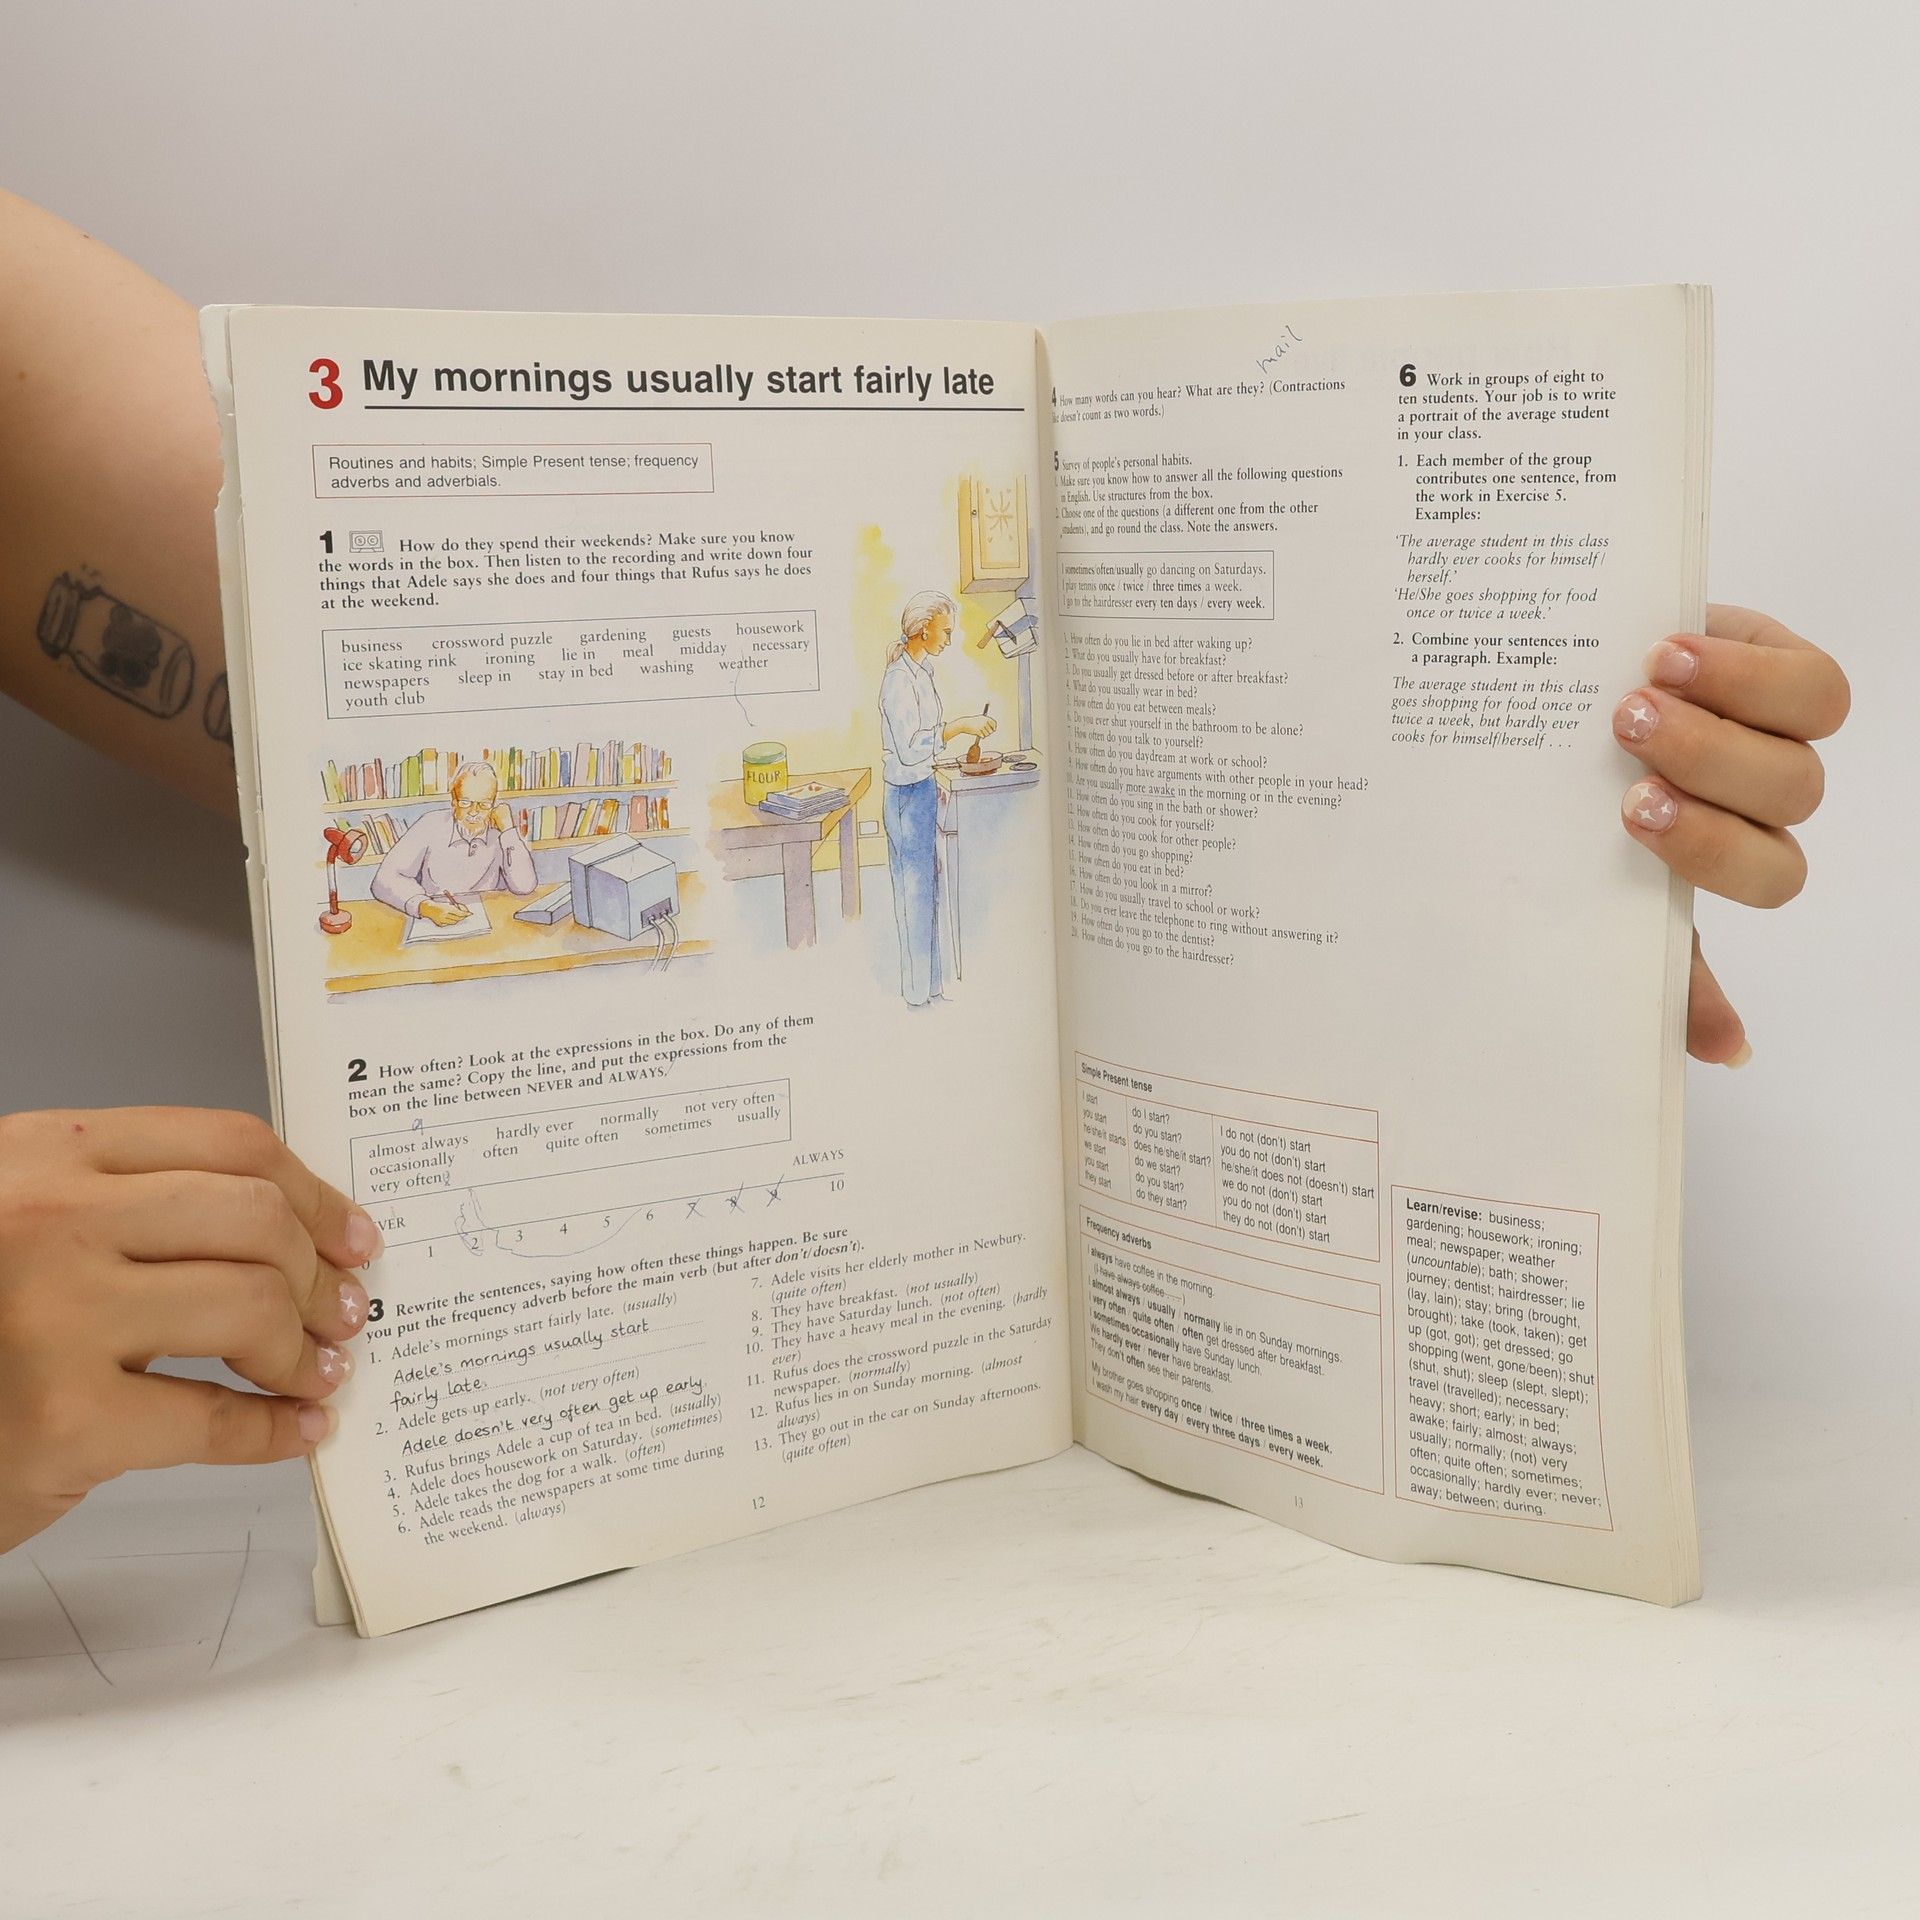 3 My mornings usually start fairly late
Routines and habits; Simple Present tense; frequency
adverbs and adverbials.
1 How do they spend their weekends? Make sure you know
the words in the box. Then listen to the recording and write down four
things that Adele says she does and four things that Rufus says he does
at the weekend.
business crossword puzzle gardening guests housework
ice skating rink ironing lie in meal midday necessary
newspapers sleep in stay in bed washing weather
youth club
FLOUR
2 How often? Look at the expressions in the box. Do any of them
mean the same? Copy the line, and put the expressions from the
box on the line between NEVER and ALWAYS.
almost always hardly ever normally not very often
occasionally often quite often sometimes usually
very often
VER ALWAYS
0 1 2 3 4 5 6 10
3 Rewrite the sentences, saying how often these things happen. Be sure
you put the frequency adverb before the main verb (but after don't/doesn't).
1. Adele's mornings start fairly late. (usually)
Adele's mornings usually start
fairly late.
2. Adele gets up early. (not very often)
Adele doesn't very often get up early.
3. Rufus brings Adele a cup of tea in bed. (usually)
4. Adele does housework on Saturday. (sometimes)
5. Adele takes the dog for a walk. (often)
6. Adele reads the newspapers at some time during
the weekend. (always)
7. Adele visits her elderly mother in Newbury.
(quite often)
8. They have breakfast. (not usually)
9. They have Saturday lunch. (not often)
10. They have a heavy meal in the evening. (hardly
ever)
11. Rufus does the crossword puzzle in the Saturday
newspaper. (normally)
12. Rufus lies in on Sunday morning. (almost
always)
13. They go out in the car on Sunday afternoons.
(quite often)
12
mail
4 How many words can you hear? What are they? (Contractions
like doesn't count as two words.)
5 Survey of people's personal habits.
1. Make sure you know how to answer all the following questions
in English. Use structures from the box.
2. Choose one of the questions (a different one from the other
students), and go round the class. Note the answers.
I sometimes/often/usually go dancing on Saturdays.
I play tennis once / twice / three times a week.
I go to the hairdresser every ten days / every week.
1. How often do you lie in bed after waking up?
2. What do you usually have for breakfast?
3. Do you usually get dressed before or after breakfast?
4. What do you usually wear in bed?
5. How often do you eat between meals?
6. Do you ever shut yourself in the bathroom to be alone?
7. How often do you talk to yourself?
8. How often do you daydream at work or school?
9. How often do you have arguments with other people in your head?
10. Are you usually more awake in the morning or in the evening?
11. How often do you sing in the bath or shower?
12. How often do you cook for yourself?
13. How often do you cook for other people?
14. How often do you go shopping?
15. How often do you eat in bed?
16. How often do you look in a mirror?
17. How do you usually travel to school or work?
18. Do you ever leave the telephone to ring without answering it?
19. How often do you go to the dentist?
20. How often do you go to the hairdresser?
Simple Present tense
I start do I start? I do not (don't) start
you start do you start? you do not (don't) start
he/she/it starts does he/she/it start? he/she/it does not (doesn't) start
we start do we start? we do not (don't) start
you start do you start? you do not (don't) start
they start do they start? they do not (don't) start
Frequency adverbs
I always have coffee in the morning.
(I have always coffee ......)
I almost always / usually / normally lie in on Sunday mornings.
I very often / quite often / often get dressed after breakfast.
I sometimes/occasionally have Sunday lunch.
We hardly ever / never have breakfast.
They don't often see their parents.
My brother goes shopping once / twice / three times a week.
I wash my hair every day / every three days / every week.
13
6 Work in groups of eight to
ten students. Your job is to write
a portrait of the average student
in your class.
1. Each member of the group
contributes one sentence, from
the work in Exercise 5.
Examples:
'The average student in this class
hardly ever cooks for himself /
herself.'
'He/She goes shopping for food
once or twice a week.'
2. Combine your sentences into
a paragraph. Example:
The average student in this class
goes shopping for food once or
twice a week, but hardly ever
cooks for himself/herself . . .
Learn/revise: business;
gardening; housework; ironing;
meal; newspaper; weather
(uncountable); bath; shower;
journey; dentist; hairdresser; lie
(lay, lain); stay; bring (brought,
brought); take (took, taken); get
up (got, got); get dressed; go
shopping (went, gone/been); shut
(shut, shut); sleep (slept, slept);
travel (travelled); necessary;
heavy; short; early; in bed;
awake; fairly; almost; always;
usually; normally; (not) very
often; quite often; sometimes;
occasionally; hardly ever; never;
away; between; during.